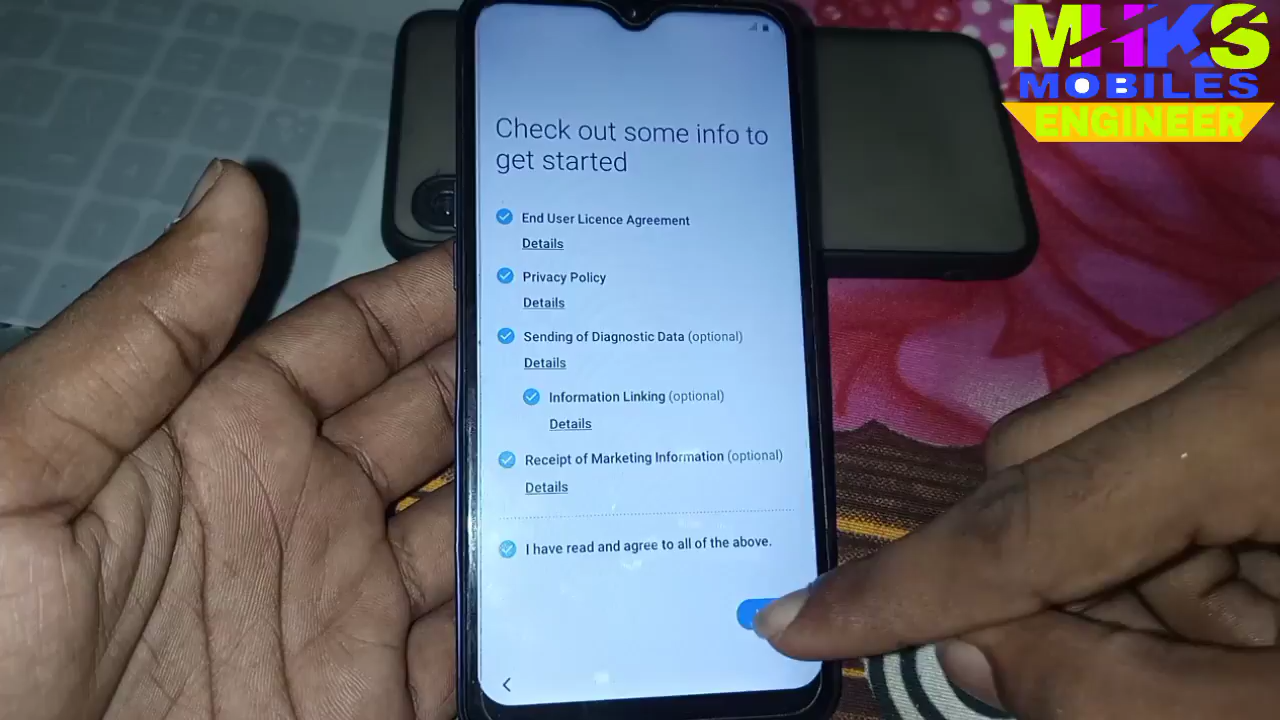 MHKS
MOBILES
ENGINEER
Check out some info to
get started
End User Licence Agreement
Details
Privacy Policy
Details
Sending of Diagnostic Data (optional)
Details
Information Linking (optional)
Details
Receipt of Marketing Information (optional)
Details
I have read and agree to all of the above.